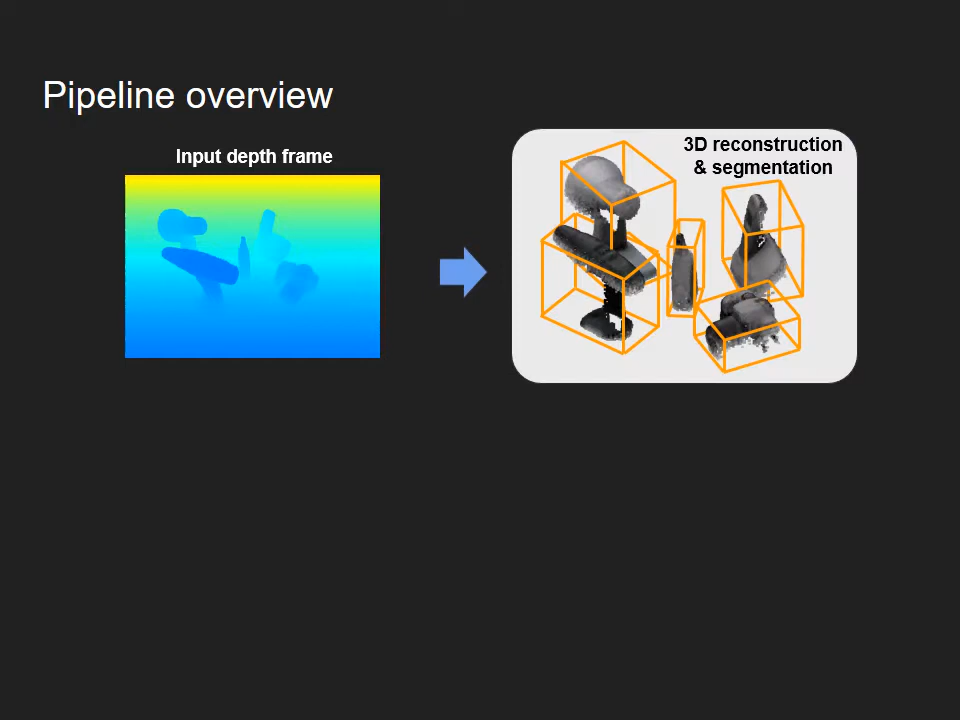 Pipeline overview
Input depth frame
3D reconstruction
& segmentation